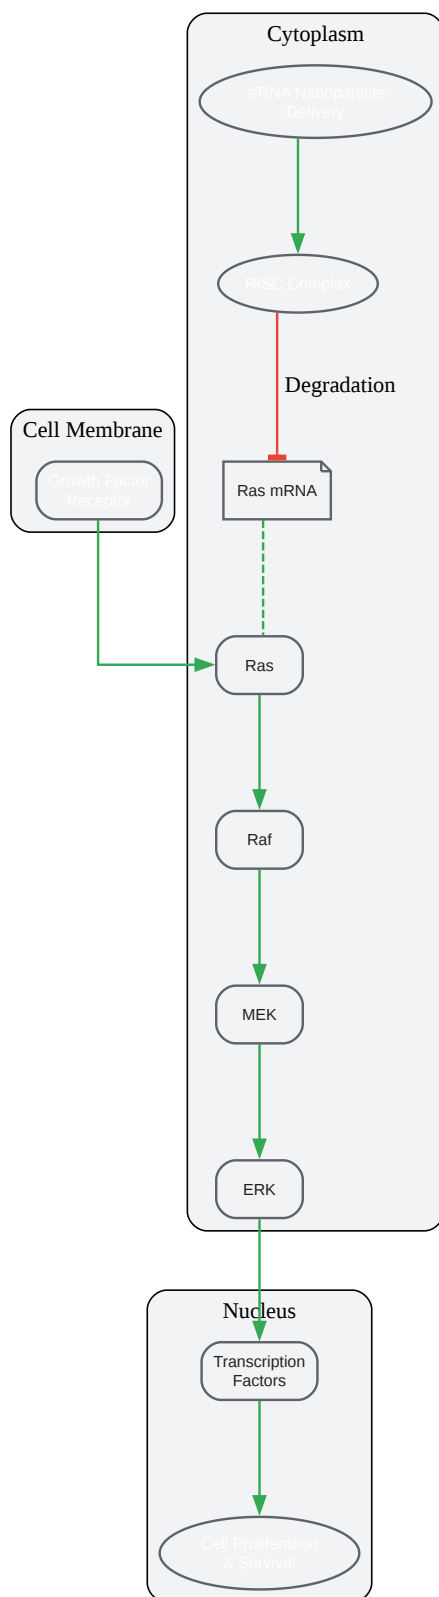 Cytoplasm
siRNA Nanoparticle
Delivery
RISC Complex
Degradation
Cell Membrane
Growth Factor
Receptor
Ras mRNA
Ras
Raf
MEK
ERK
Nucleus
Transcription
Factors
Cell Proliferation
& Survival